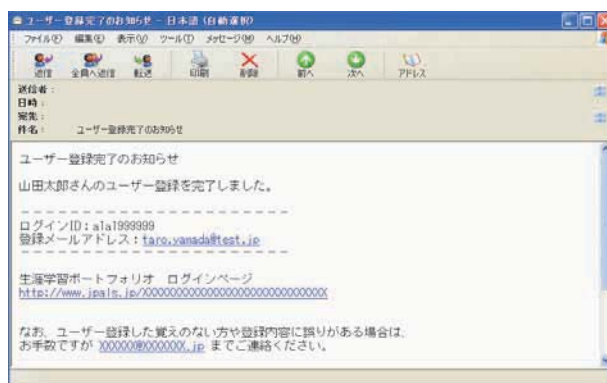 ユーザー登録完了のお知らせ - 日本語 (自動選択)
ファイル(F) 編集(E) 表示(V) ツール(T) メッセージ(M) ヘルプ(H)
返信 全員へ返信 転送 印刷 削除 前へ 次へ アドレス
送信者:
日時:
宛先:
件名: ユーザー登録完了のお知らせ
ユーザー登録完了のお知らせ
山田太郎さんのユーザー登録を完了しました。
ログインID:ala1999999
登録メールアドレス:taro.yamada@test.jp
生涯学習ポートフォリオ ログインページ
http://www.jpals.jp/XXXXXXXXXXXXXXXXXXXXXXXXXXXXXXX
なお、ユーザー登録した覚えのない方や登録内容に誤りがある場合は、
お手数ですが XXXXXX@XXXXXX.jp までご連絡ください。